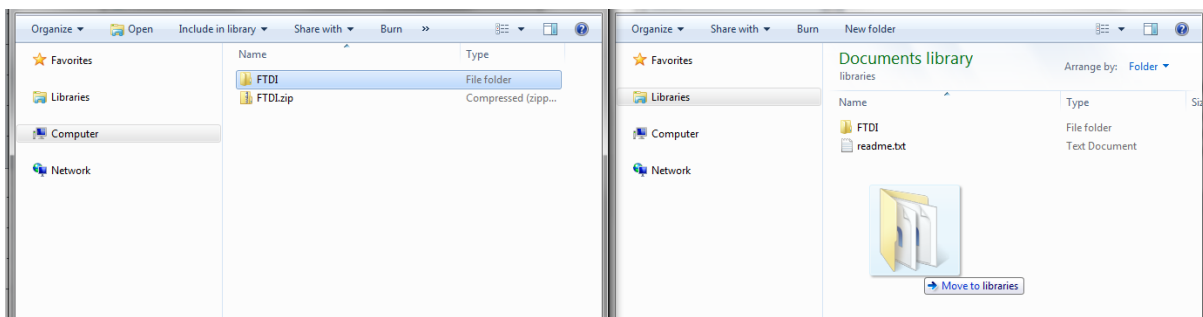 Organize Open Include in library Share with Burn »
Favorites
Libraries
Computer
Network
Name Type
FTDI File folder
FTDI.zip Compressed (zipp...
Organize Share with Burn New folder
Favorites
Libraries
Computer
Network
Documents library
libraries
Arrange by: Folder
Name Type Siz
FTDI File folder
readme.txt Text Document
Move to libraries